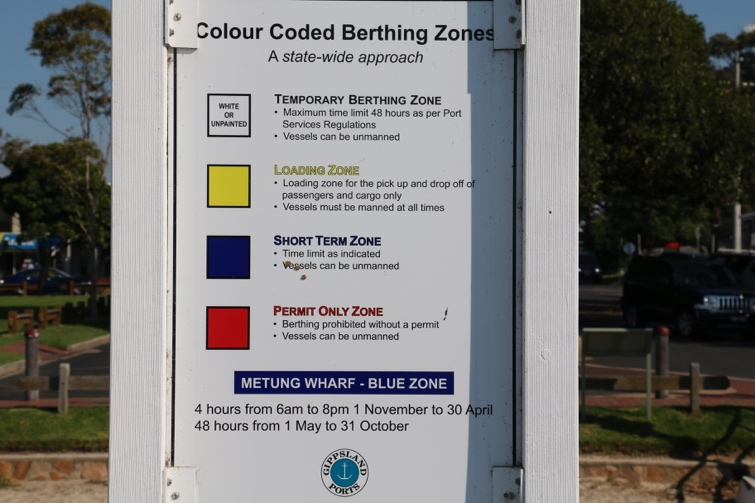 Colour Coded Berthing Zones
A state-wide approach
WHITE
OR
UNPAINTED
TEMPORARY BERTHING ZONE
• Maximum time limit 48 hours as per Port
Services Regulations
• Vessels can be unmanned
LOADING ZONE
• Loading zone for the pick up and drop off of
passengers and cargo only
• Vessels must be manned at all times
SHORT TERM ZONE
• Time limit as indicated
• Vessels can be unmanned
PERMIT ONLY ZONE
• Berthing prohibited without a permit
• Vessels can be unmanned
METUNG WHARF - BLUE ZONE
4 hours from 6am to 8pm 1 November to 30 April
48 hours from 1 May to 31 October
GIPPSLAND
PORTS